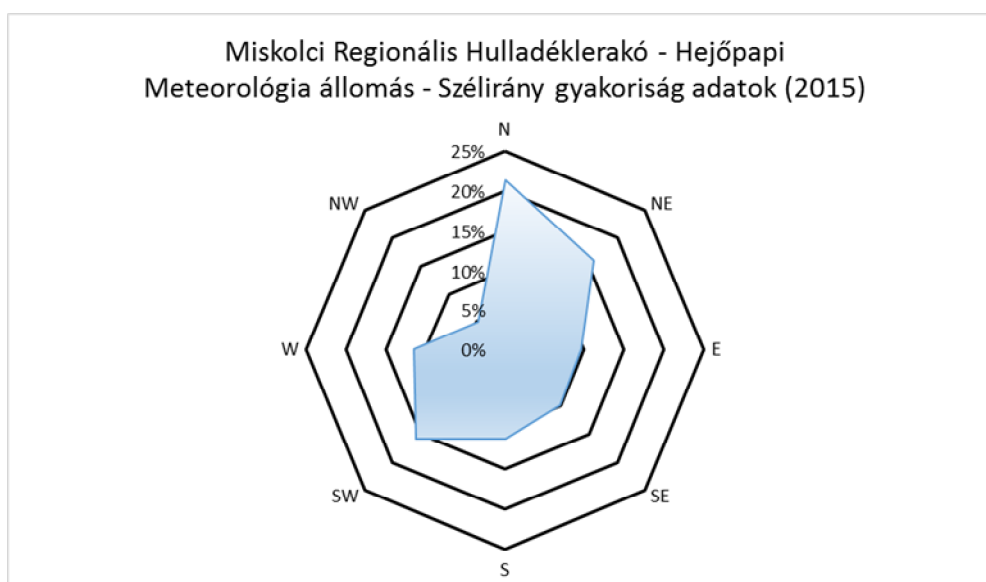 Miskolci Regionális Hulladéklerakó - Hejőpapi
Meteorológia állomás - Szélirány gyakoriság adatok (2015)
N
25%
20%
15%
10%
5%
0%
NW
NE
W
E
SW
SE
S